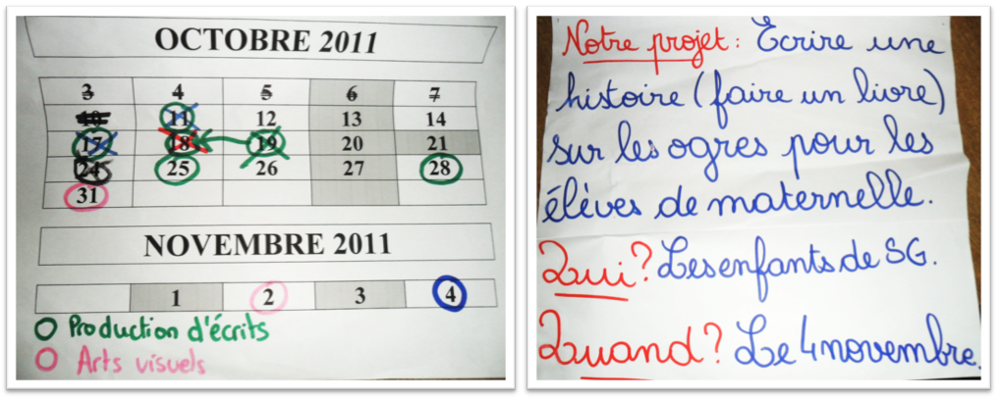 OCTOBRE 2011
3 4 5 6 7
10 11 12 13 14
17 18 19 20 21
24 25 26 27 28
31
NOVEMBRE 2011
1 2 3 4
Production d'écrits
Arts visuels
Notre projet : Ecrire une
histoire (faire un livre)
sur les ogres pour les
élèves de maternelle.
Qui ? Les enfants de SG.
Quand ? Le 4 novembre.